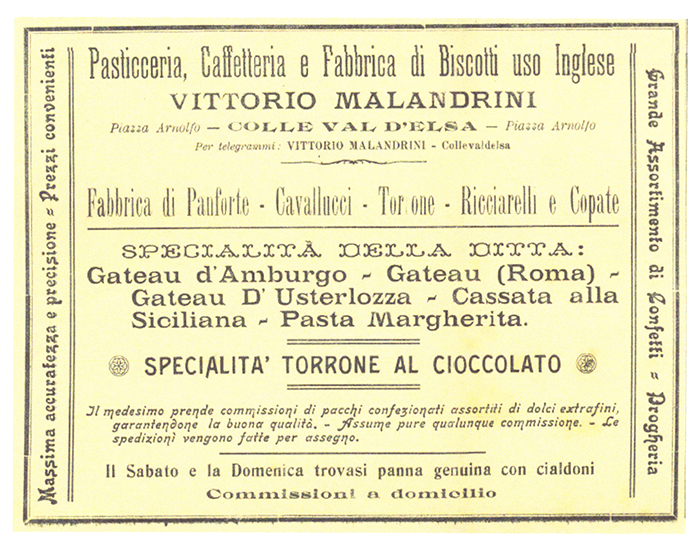 Massima accuratezza e precisione = Prezzi convenienti
Pasticceria, Caffetteria e Fabbrica di Biscotti uso Inglese
VITTORIO MALANDRINI
Piazza Arnolfo — COLLE VAL D'ELSA — Piazza Arnolfo
Per telegrammi: VITTORIO MALANDRINI - Collevaldelsa
Fabbrica di Panforte - Cavallucci - Torrone - Ricciarelli e Copate
SPECIALITÀ DELLA DITTA:
Gateau d'Amburgo - Gateau (Roma) -
Gateau D' Usterlozza - Cassata alla
Siciliana - Pasta Margherita.
SPECIALITA' TORRONE AL CIOCCOLATO
Il medesimo prende commissioni di pacchi confezionati assortiti di dolci extrafini,
garantendone la buona qualità. - Assume pure qualunque commissione. - Le
spedizioni vengono fatte per assegno.
Il Sabato e la Domenica trovasi panna genuina con cialdoni
Commissioni a domicilio
Grande Assortimento di Confetti = Drogheria